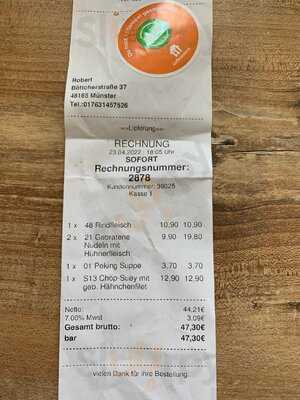 Robert
Böttcherstraße 37
48165 Münster
Tel.:017631457526
==Lieferung==
RECHNUNG
23.04.2022 - 18:05 Uhr
SOFORT
Rechnungsnummer:
2878
Kundennummer: 39025
Kasse 1
1 x 48 Rindfleisch 10,90 10,90
2 x 21 Gebratene 9,90 19,80
Nudeln mit
Hühnerfleisch
1 x 01 Peking Suppe 3,70 3,70
1 x S13 Chop Suey mit 12,90 12,90
geb. Hähnchenfilet
Netto: 44,21€
7.00% Mwst 3,09€
Gesamt brutto: 47,30€
bar 47,30€
vielen Dank für Ihre Bestellung.